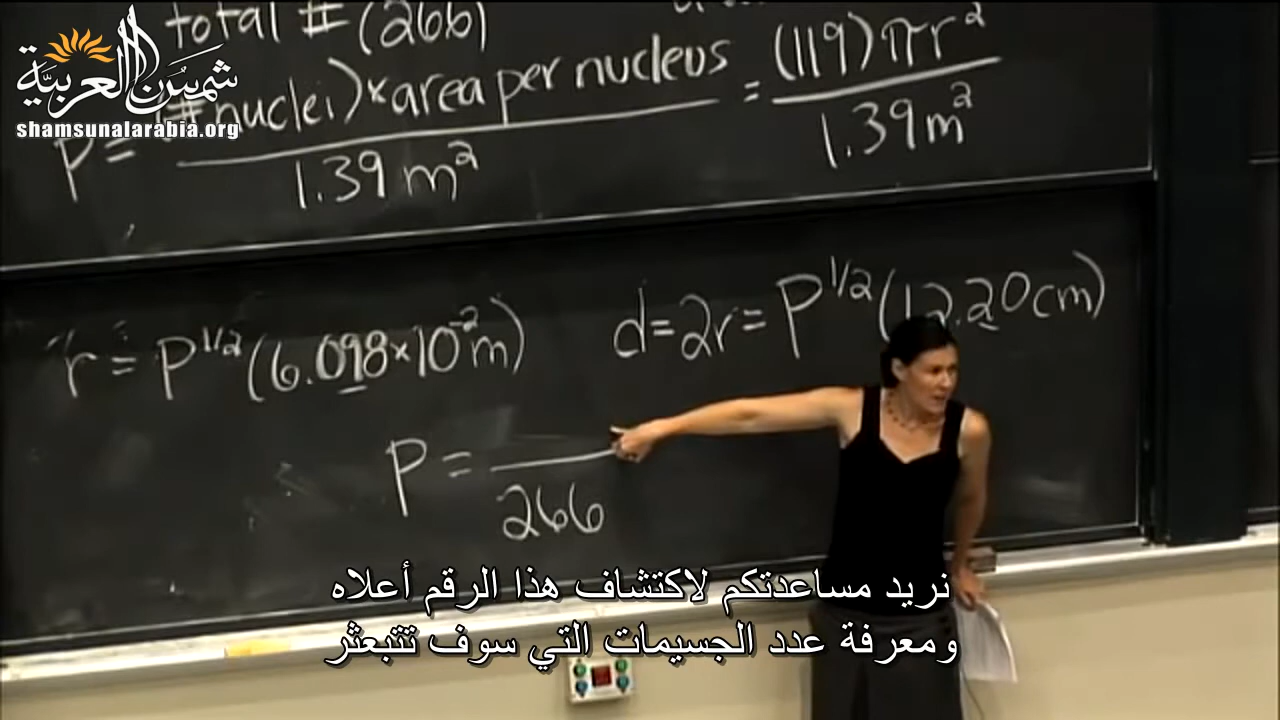 total # (266)
شمسنا العربية
shamsunalarabia.org
P = (# nuclei) × area per nucleus / 1.39 m² = (119) πr² / 1.39 m²
r = P^1/2 (6.098 × 10^-2 m)
d = 2r = P^1/2 (12.20 cm)
P = ___ / 266
نريد مساعدتكم لاكتشاف هذا الرقم أعلاه
ومعرفة عدد الجسيمات التي سوف تتبعثر